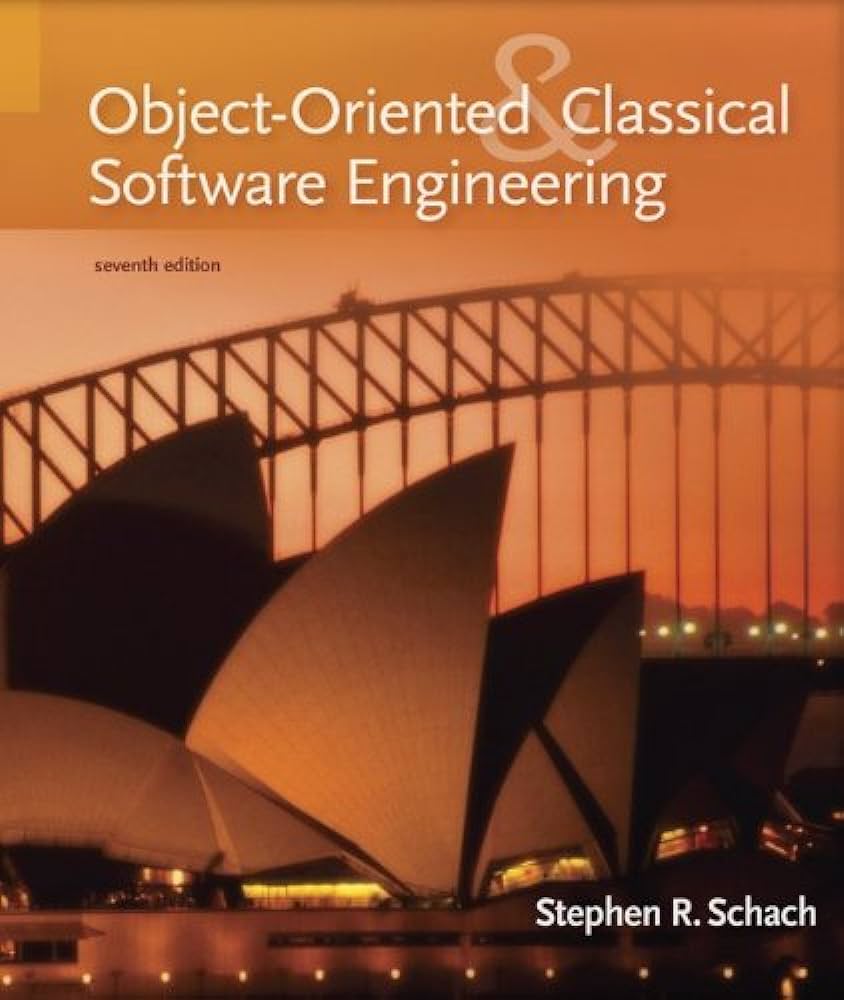 Object-Oriented & Classical
Software Engineering
seventh edition
Stephen R. Schach